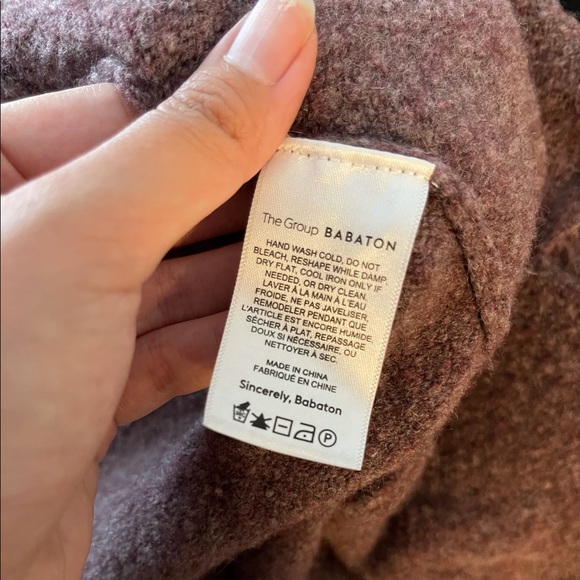 The Group BABATON
HAND WASH COLD, DO NOT
BLEACH, RESHAPE WHILE DAMP
DRY FLAT, COOL IRON ONLY IF
NEEDED, OR DRY CLEAN.
LAVER À LA MAIN À L'EAU
FROIDE, NE PAS JAVELISER,
REMODELER PENDANT QUE
L'ARTICLE EST ENCORE HUMIDE,
SÉCHER À PLAT, REPASSAGE
DOUX SI NÉCESSAIRE, OU
NETTOYER À SEC.
MADE IN CHINA
FABRIQUÉ EN CHINE
Sincerely, Babaton
P